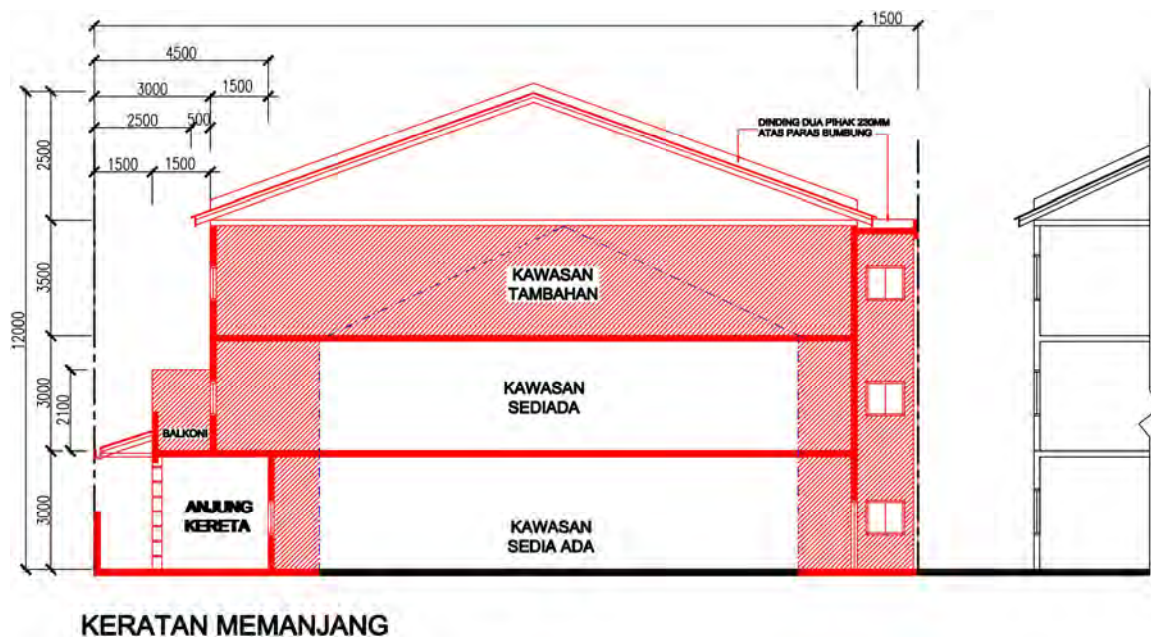 1500
4500
3000
1500
2500
500
1500
1500
DINDING DUA PIHAK 230MM
ATAS PARAS BUMBUNG
2500
3500
12000
3000
2100
3000
KAWASAN
TAMBAHAN
KAWASAN
SEDIADA
BALKONI
ANJUNG
KERETA
KAWASAN
SEDIA ADA
KERATAN MEMANJANG